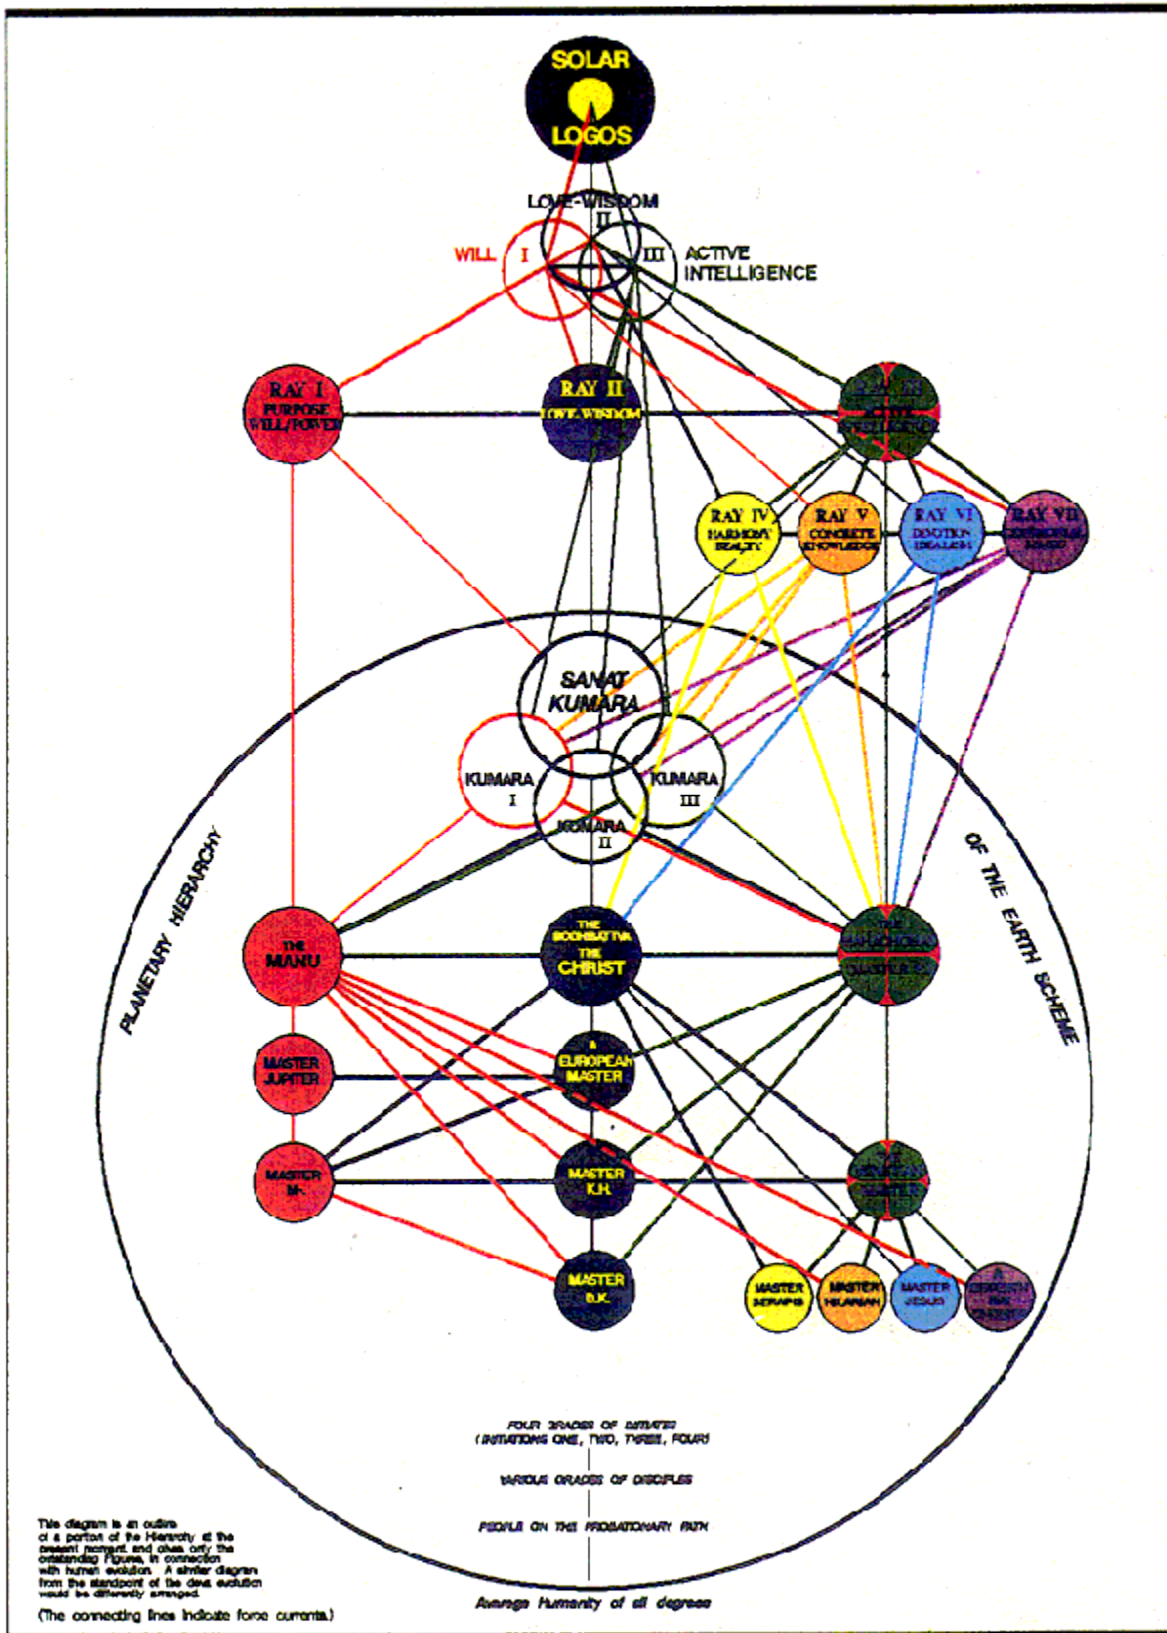 SOLAR
LOGOS
LOVE-WISDOM
II
WILL
I
III
ACTIVE
INTELLIGENCE
RAY I
PURPOSE
WILL/POWER
RAY II
LOVE-WISDOM
INTELLIGENCE
RAY IV
HARMONY
BEAUTY
RAY V
CONCRETE
KNOWLEDGE
RAY VI
DEVOTION
IDEALISM
RAY VII
SANAT
KUMARA
KUMARA
I
KUMARA
III
KUMARA
II
PLANETARY HIERARCHY
OF THE EARTH SCHEME
THE
MANU
THE
THE
CHRIST
THE
MASTER
JUPITER
A
EUROPEAN
MASTER
MASTER
M.
MASTER
K.H.
MASTER
D.K.
MASTER
SERAPIS
MASTER
HILARIAN
MASTER
JESUS
A
FOUR GRADES OF INITIATES
(INITIATIONS ONE, TWO, THREE, FOUR)
VARIOUS GRADES OF DISCIPLES
PEOPLE ON THE PROBATIONARY PATH
Average Humanity of all degrees
This diagram is an outline
of a portion of the Hierarchy at the
present moment and gives only the
outstanding Figures, in connection
with human evolution. A similar diagram
from the standpoint of the deva evolution
would be differently arranged.
(The connecting lines indicate force currents.)